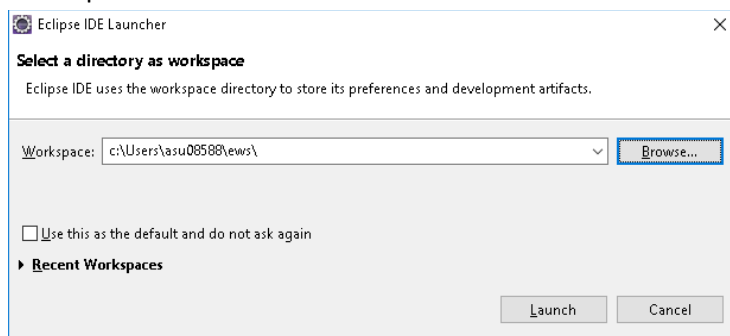 Eclipse IDE Launcher
Select a directory as workspace
Eclipse IDE uses the workspace directory to store its preferences and development artifacts.
Workspace: c:\Users\asu08588\ews\ Browse...
Use this as the default and do not ask again
Recent Workspaces
Launch Cancel